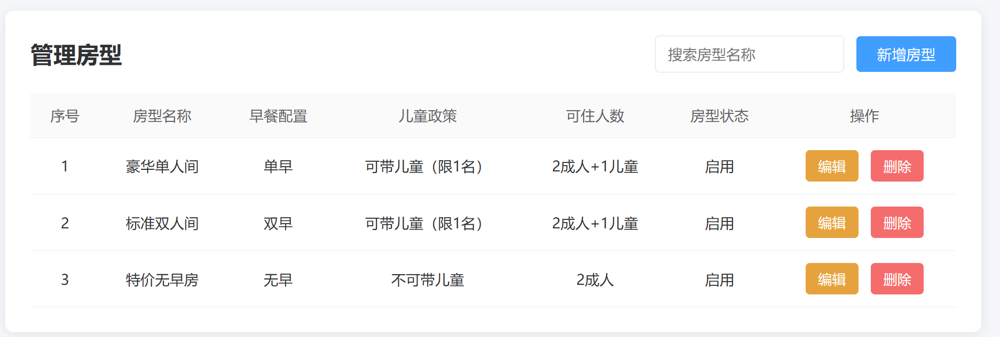 管理房型
搜索房型名称
新增房型
序号 房型名称 早餐配置 儿童政策 可住人数 房型状态 操作
1 豪华单人间 单早 可带儿童（限1名） 2成人+1儿童 启用 编辑 删除
2 标准双人间 双早 可带儿童（限1名） 2成人+1儿童 启用 编辑 删除
3 特价无早房 无早 不可带儿童 2成人 启用 编辑 删除